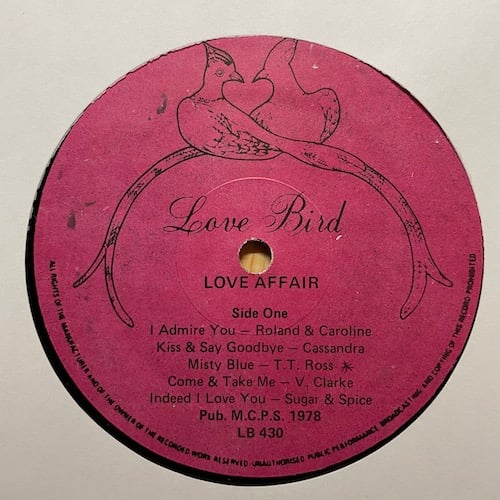 Love Bird
LOVE AFFAIR
Side One
I Admire You – Roland & Caroline
Kiss & Say Goodbye – Cassandra
Misty Blue – T.T. Ross *
Come & Take Me – V. Clarke
Indeed I Love You – Sugar & Spice
Pub. M.C.P.S. 1978
LB 430
ALL RIGHTS OF THE MANUFACTURER AND OF THE OWNER OF THE RECORDED WORK RESERVED·UNAUTHORISED PUBLIC PERFORMANCE BROADCASTING AND COPYING OF THIS RECORD PROHIBITED